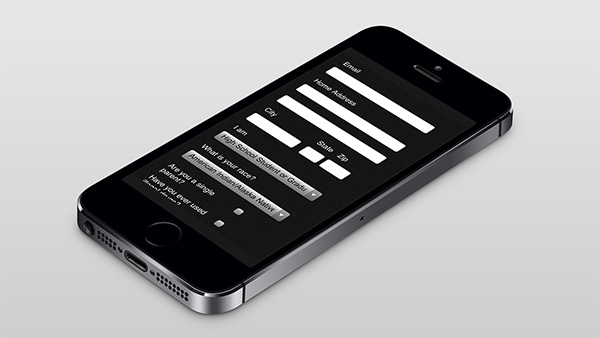 Email
Home Address
City
State Zip
I am
High School Student or Gradu
What is your race?
American Indian/Alaska Native
Are you a single
parent?
Have you ever used